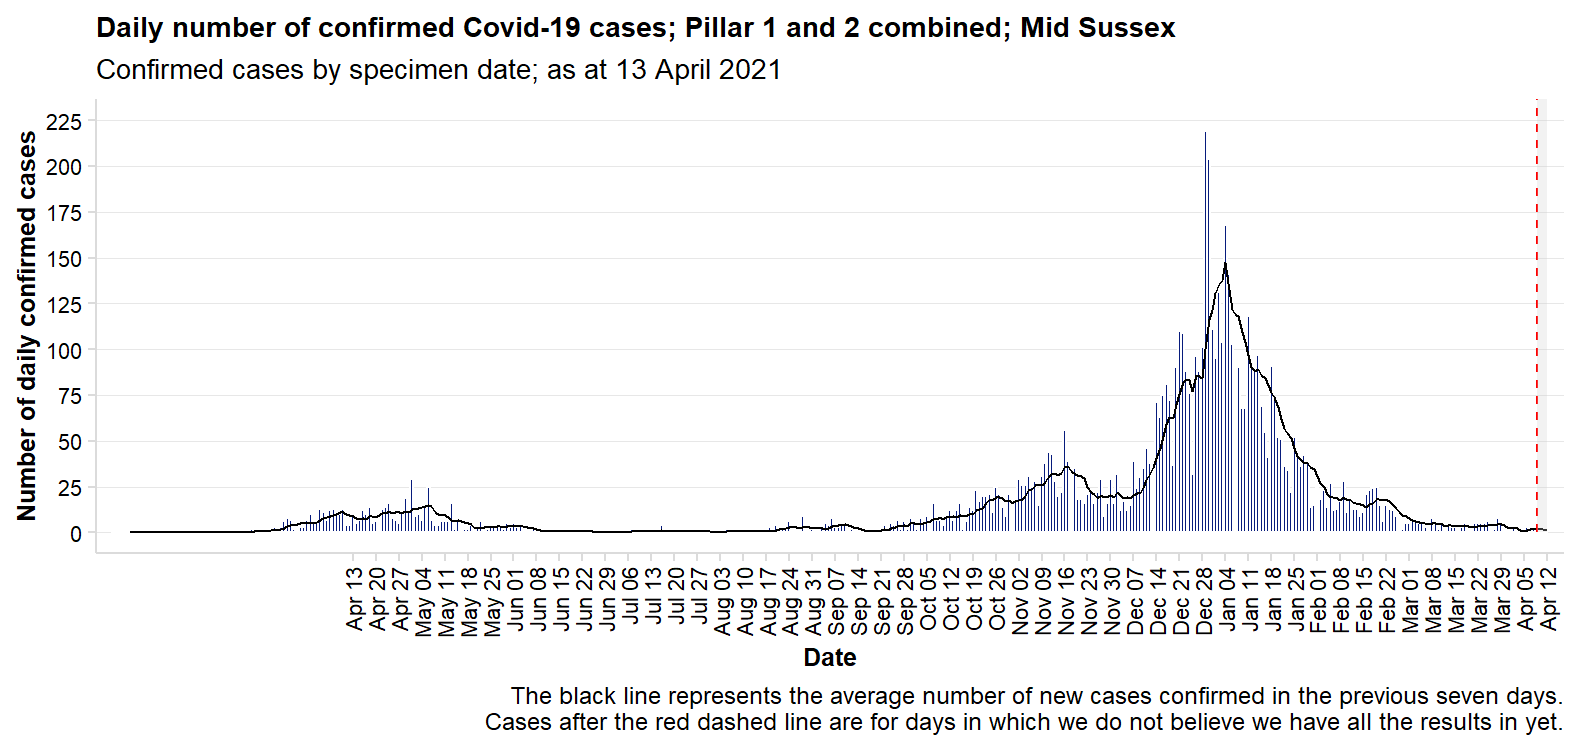 Daily number of confirmed Covid-19 cases; Pillar 1 and 2 combined; Mid Sussex
Confirmed cases by specimen date; as at 13 April 2021
Number of daily confirmed cases
225
200
175
150
125
100
75
50
25
0
Apr 13
Apr 20
Apr 27
May 04
May 11
May 18
May 25
Jun 01
Jun 08
Jun 15
Jun 22
Jun 29
Jul 06
Jul 13
Jul 20
Jul 27
Aug 03
Aug 10
Aug 17
Aug 24
Aug 31
Sep 07
Sep 14
Sep 21
Sep 28
Oct 05
Oct 12
Oct 19
Oct 26
Nov 02
Nov 09
Nov 16
Nov 23
Nov 30
Dec 07
Dec 14
Dec 21
Dec 28
Jan 04
Jan 11
Jan 18
Jan 25
Feb 01
Feb 08
Feb 15
Feb 22
Mar 01
Mar 08
Mar 15
Mar 22
Mar 29
Apr 05
Apr 12
Date
The black line represents the average number of new cases confirmed in the previous seven days.
Cases after the red dashed line are for days in which we do not believe we have all the results in yet.